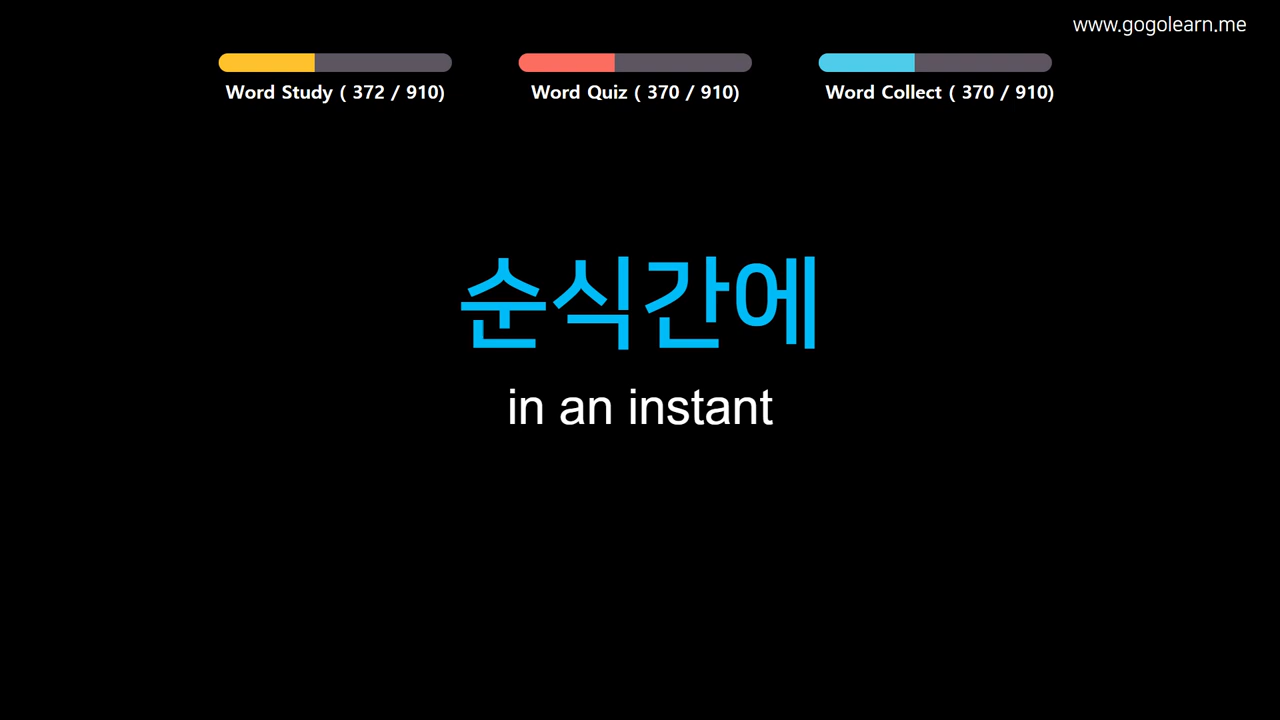 www.gogolearn.me
Word Study ( 372 / 910)
Word Quiz ( 370 / 910)
Word Collect ( 370 / 910)
순식간에
in an instant